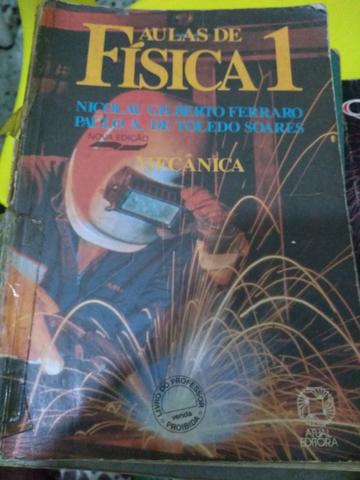 AULAS DE
FÍSICA 1
NICOLAU GILBERTO FERRARO
PAULO A. DE TOLEDO SOARES
NOVA EDIÇÃO
MECÂNICA
LIVRO DO PROFESSOR
venda
PROIBIDA
ATUAL
EDITORA